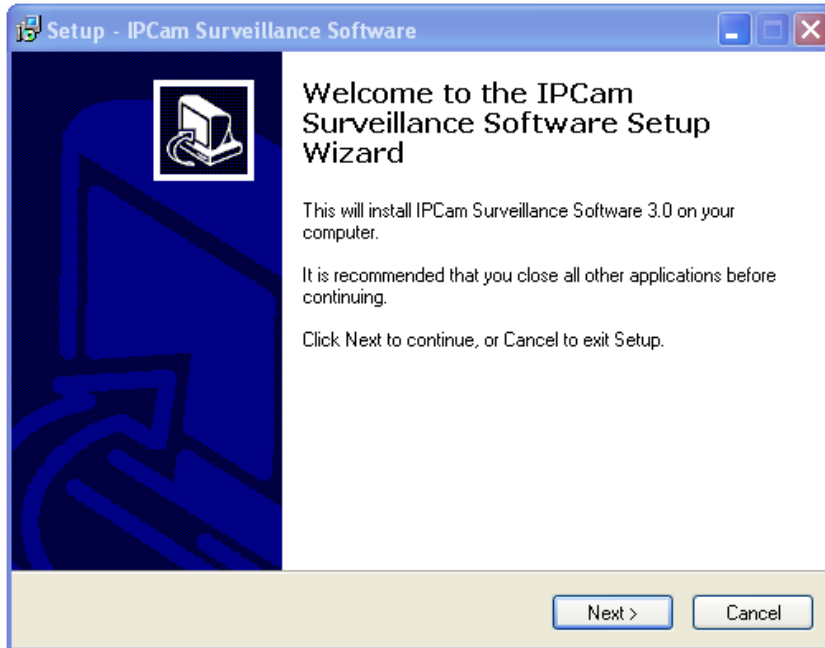 Setup - IPCam Surveillance Software
Welcome to the IPCam
Surveillance Software Setup
Wizard
This will install IPCam Surveillance Software 3.0 on your
computer.
It is recommended that you close all other applications before
continuing.
Click Next to continue, or Cancel to exit Setup.
Next >
Cancel